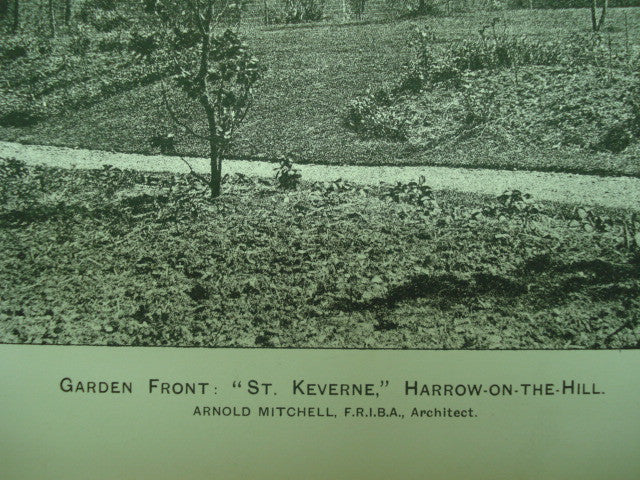 GARDEN FRONT: "ST. KEVERNE," HARROW-ON-THE-HILL.
ARNOLD MITCHELL, F.R.I.B.A., Architect.